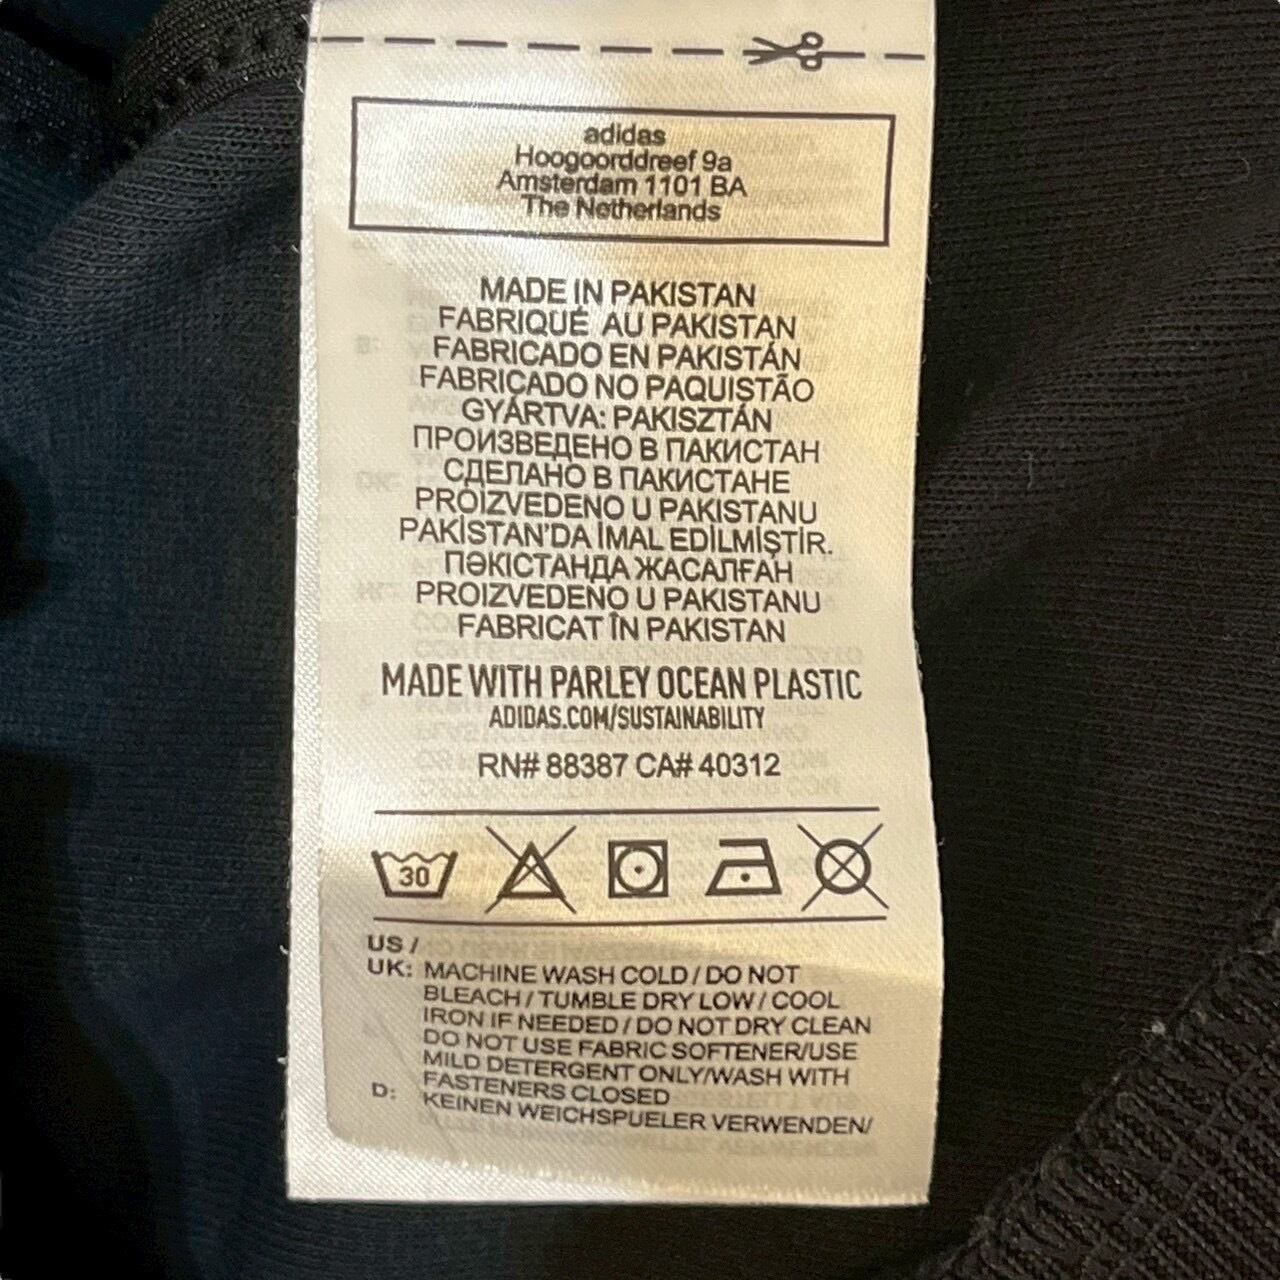 adidas
Hoogoorddreef 9a
Amsterdam 1101 BA
The Netherlands
MADE IN PAKISTAN
FABRIQUÉ AU PAKISTAN
FABRICADO EN PAKISTÁN
FABRICADO NO PAQUISTÃO
GYÁRTVA: PAKISZTÁN
ПРОИЗВЕДЕНО В ПАКИСТАН
СДЕЛАНО В ПАКИСТАНЕ
PROIZVEDENO U PAKISTANU
PAKİSTAN'DA İMAL EDİLMİŞTİR.
ПӘКІСТАНДА ЖАСАЛҒАН
PROIZVEDENO U PAKISTANU
FABRICAT ÎN PAKISTAN
MADE WITH PARLEY OCEAN PLASTIC
ADIDAS.COM/SUSTAINABILITY
RN# 88387 CA# 40312
30
US /
UK: MACHINE WASH COLD / DO NOT
BLEACH / TUMBLE DRY LOW / COOL
IRON IF NEEDED / DO NOT DRY CLEAN
DO NOT USE FABRIC SOFTENER/USE
MILD DETERGENT ONLY/WASH WITH
FASTENERS CLOSED
D: KEINEN WEICHSPUELER VERWENDEN/